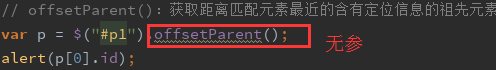 // offsetParent()：获取距离匹配元素最近的含有定位信息的祖先元素
var p = $("#p1").offsetParent();
无参
alert(p[0].id);